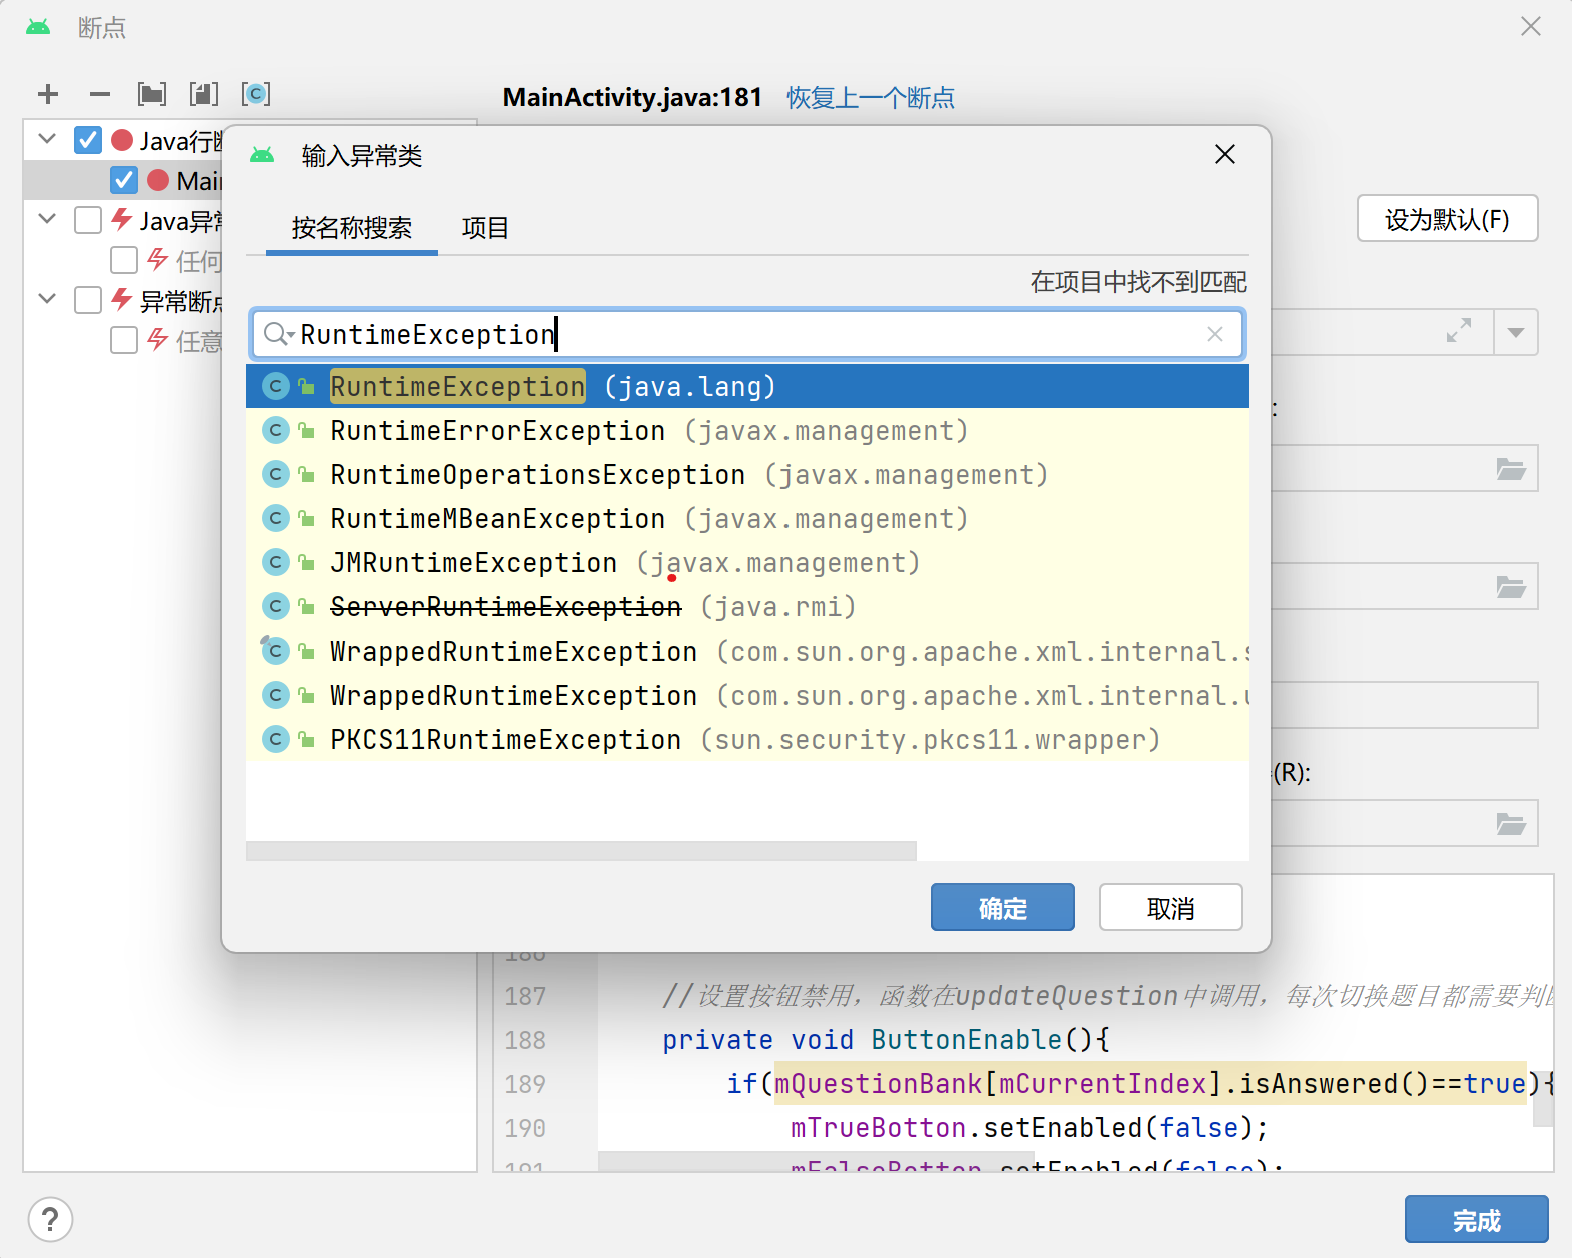 断点
MainActivity.java:181 恢复上一个断点
Java行断
Mai
输入异常类
按名称搜索 项目
Java异常
设为默认(F)
任何
在项目中找不到匹配
异常断点
RuntimeException
任意
RuntimeException (java.lang)
:
RuntimeErrorException (javax.management)
RuntimeOperationsException (javax.management)
RuntimeMBeanException (javax.management)
JMRuntimeException (javax.management)
ServerRuntimeException (java.rmi)
WrappedRuntimeException (com.sun.org.apache.xml.internal.s
WrappedRuntimeException (com.sun.org.apache.xml.internal.u
PKCS11RuntimeException (sun.security.pkcs11.wrapper)
(R):
确定 取消
186
187 //设置按钮禁用，函数在updateQuestion中调用，每次切换题目都需要判
188 private void ButtonEnable(){
189 if(mQuestionBank[mCurrentIndex].isAnswered()==true){
190 mTrueBotton.setEnabled(false);
191 mFalseBotton.setEnabled(false);
? 完成